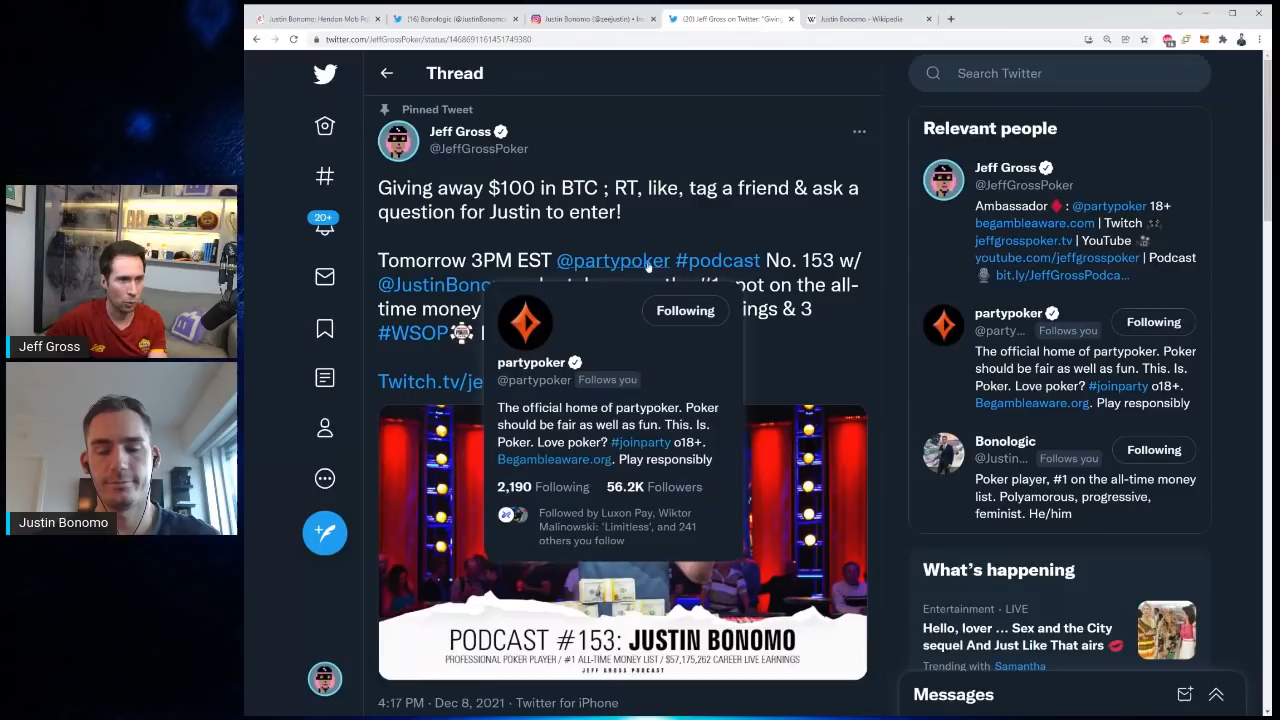 Justin Bonomo: Hendon Mob P
(16) Bonologic (@JustinBonomo
Justin Bonomo (@zeejustin) • In
(20) Jeff Gross on Twitter: "Givin
Justin Bonomo - Wikipedia
twitter.com/JeffGrossPoker/status/1468691161451749380
Thread
Search Twitter
Pinned Tweet
Jeff Gross
@JeffGrossPoker
Giving away $100 in BTC ; RT, like, tag a friend & ask a
question for Justin to enter!
Tomorrow 3PM EST @partypoker #podcast No. 153 w/
@JustinBono
spot on the all-
time money
ngs & 3
#WSOP
Twitch.tv/je
Following
partypoker
@partypoker Follows you
The official home of partypoker. Poker
should be fair as well as fun. This. Is.
Poker. Love poker? #joinparty o18+.
Begambleaware.org. Play responsibly
2,190 Following 56.2K Followers
Followed by Luxon Pay, Wiktor
Malinowski: 'Limitless', and 241
others you follow
PODCAST #153: JUSTIN BONOMO
PROFESSIONAL POKER PLAYER / #1 ALL-TIME MONEY LIST / $57,175,262 CAREER LIVE EARNINGS
JEFF GROSS PODCAST
4:17 PM · Dec 8, 2021 · Twitter for iPhone
20+
Jeff Gross
Justin Bonomo
Relevant people
Jeff Gross
@JeffGrossPoker
Ambassador : @partypoker 18+
begambleaware.com | Twitch
jeffgrosspoker.tv | YouTube
youtube.com/jeffgrosspoker | Podcast
bit.ly/JeffGrossPodca...
partypoker
@party... Follows you
Following
The official home of partypoker. Poker
should be fair as well as fun. This. Is.
Poker. Love poker? #joinparty o18+.
Begambleaware.org. Play responsibly
Bonologic
@Justin... Follows you
Following
Poker player, #1 on the all-time money
list. Polyamorous, progressive,
feminist. He/him
What's happening
Entertainment · LIVE
Hello, lover ... Sex and the City
sequel And Just Like That airs
Trending with Samantha
Messages